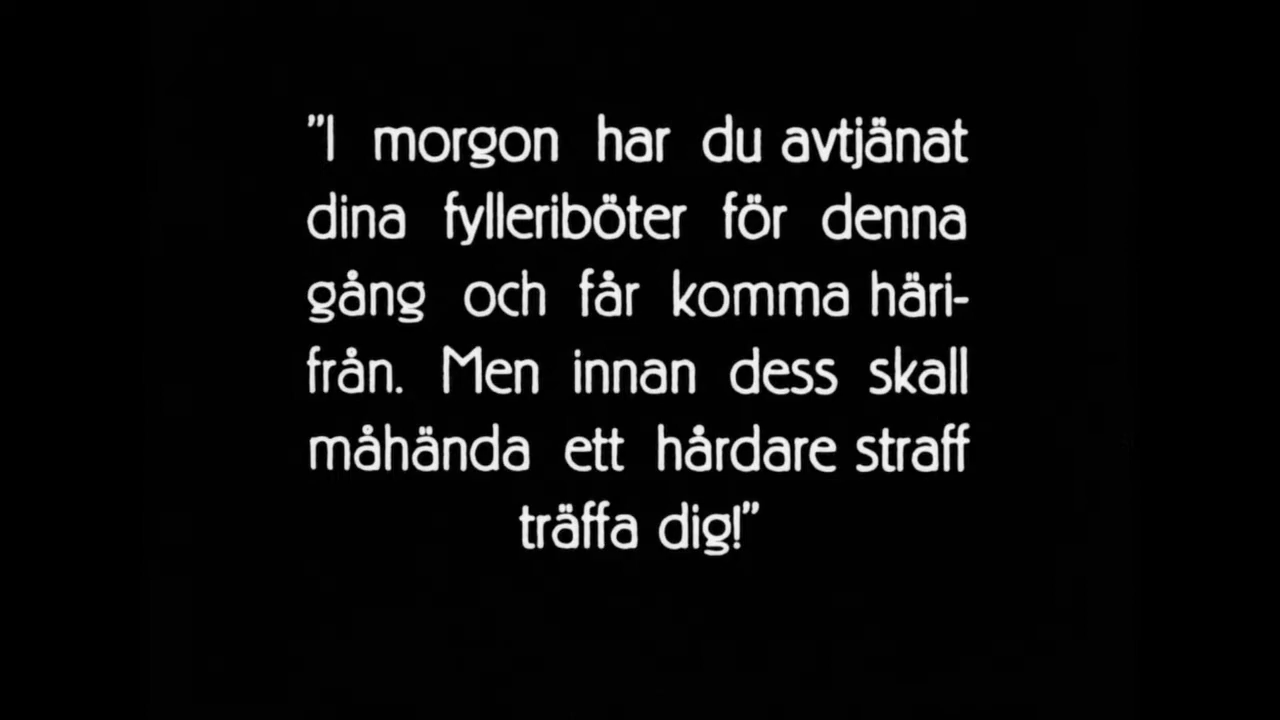 ”I morgon har du avtjänat
dina fylleriböter för denna
gång och får komma häri-
från. Men innan dess skall
måhända ett hårdare straff
träffa dig!”